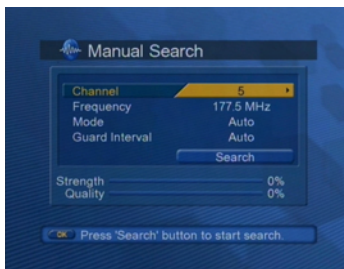 Manual Search
Channel 5
Frequency 177.5 MHz
Mode Auto
Guard Interval Auto
Search
Strength 0%
Quality 0%
OK Press 'Search' button to start search.